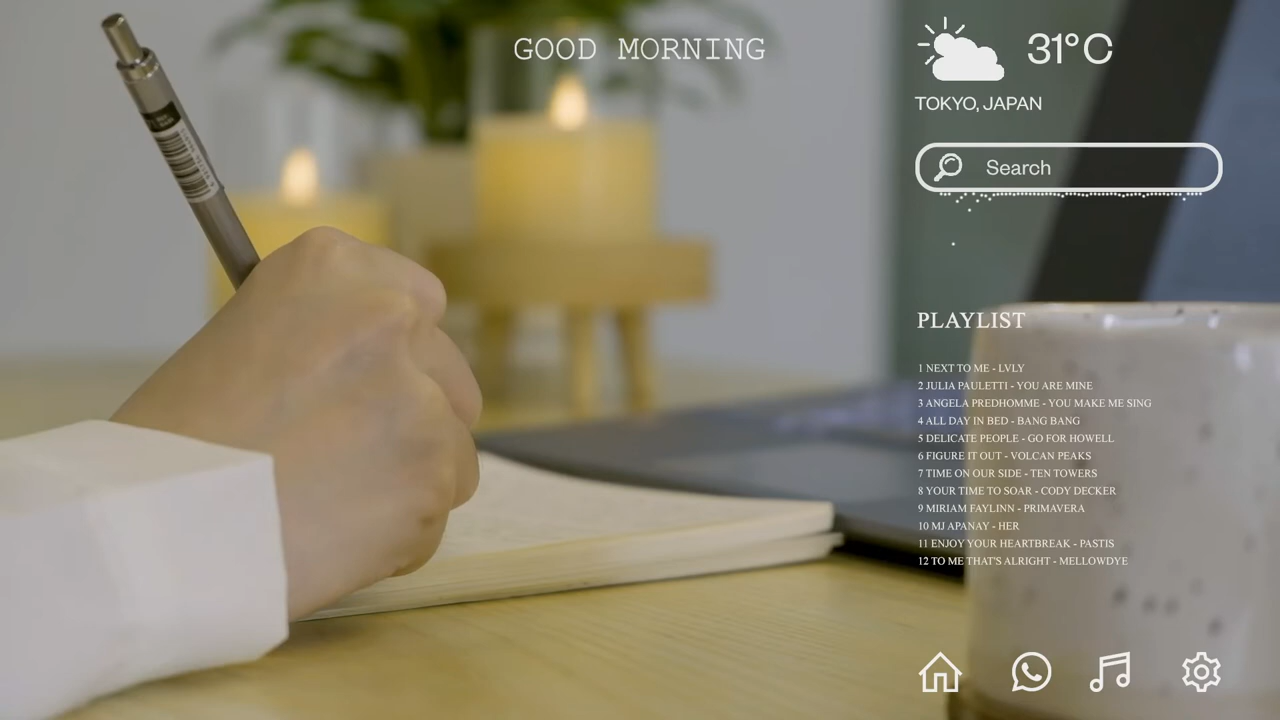 GOOD MORNING
31°C
TOKYO, JAPAN
Search
PLAYLIST
1 NEXT TO ME - LVLY
2 JULIA PAULETTI - YOU ARE MINE
3 ANGELA PREDHOMME - YOU MAKE ME SING
4 ALL DAY IN BED - BANG BANG
5 DELICATE PEOPLE - GO FOR HOWELL
6 FIGURE IT OUT - VOLCAN PEAKS
7 TIME ON OUR SIDE - TEN TOWERS
8 YOUR TIME TO SOAR - CODY DECKER
9 MIRIAM FAYLINN - PRIMAVERA
10 MJ APANAY - HER
11 ENJOY YOUR HEARTBREAK - PASTIS
12 TO ME THAT'S ALRIGHT - MELLOWDYE